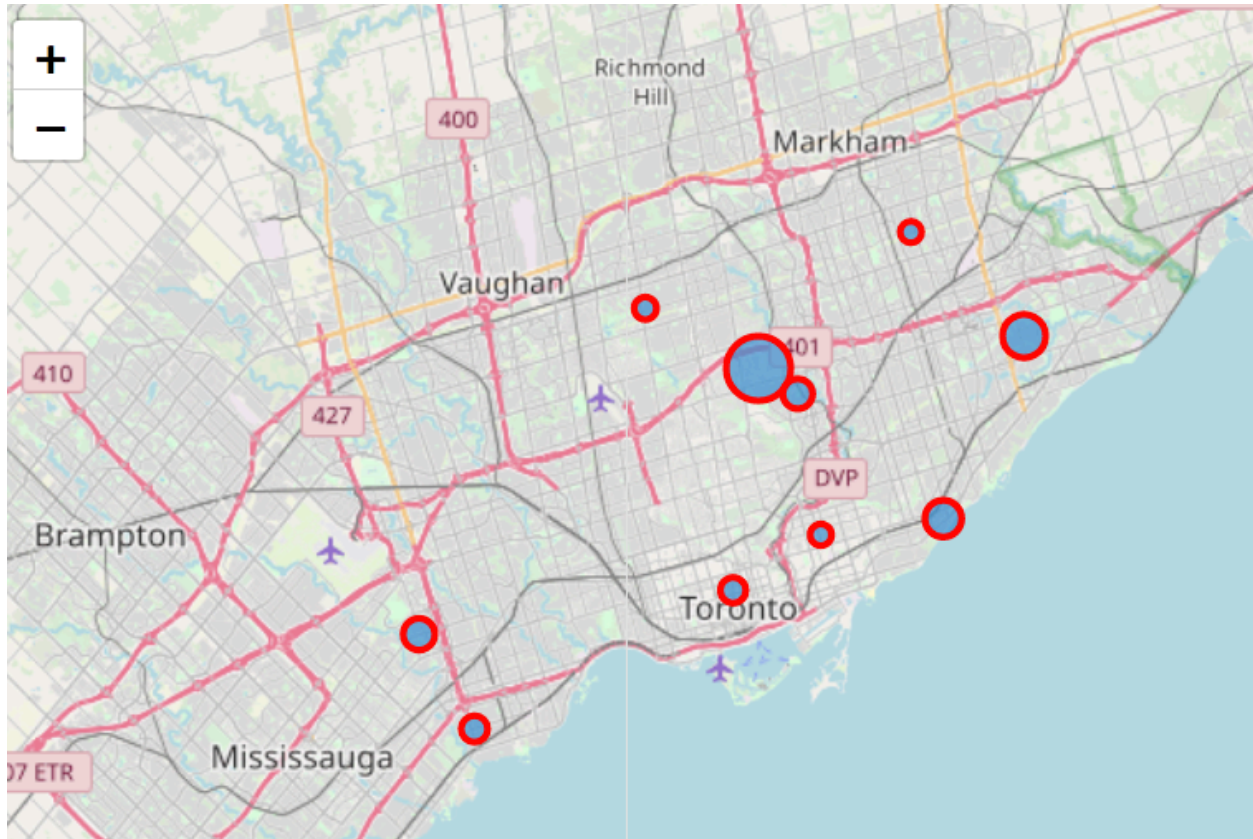 +
−
Richmond
Hill
400
Markham
Vaughan
401
410
427
DVP
Brampton
Toronto
Mississauga
07 ETR